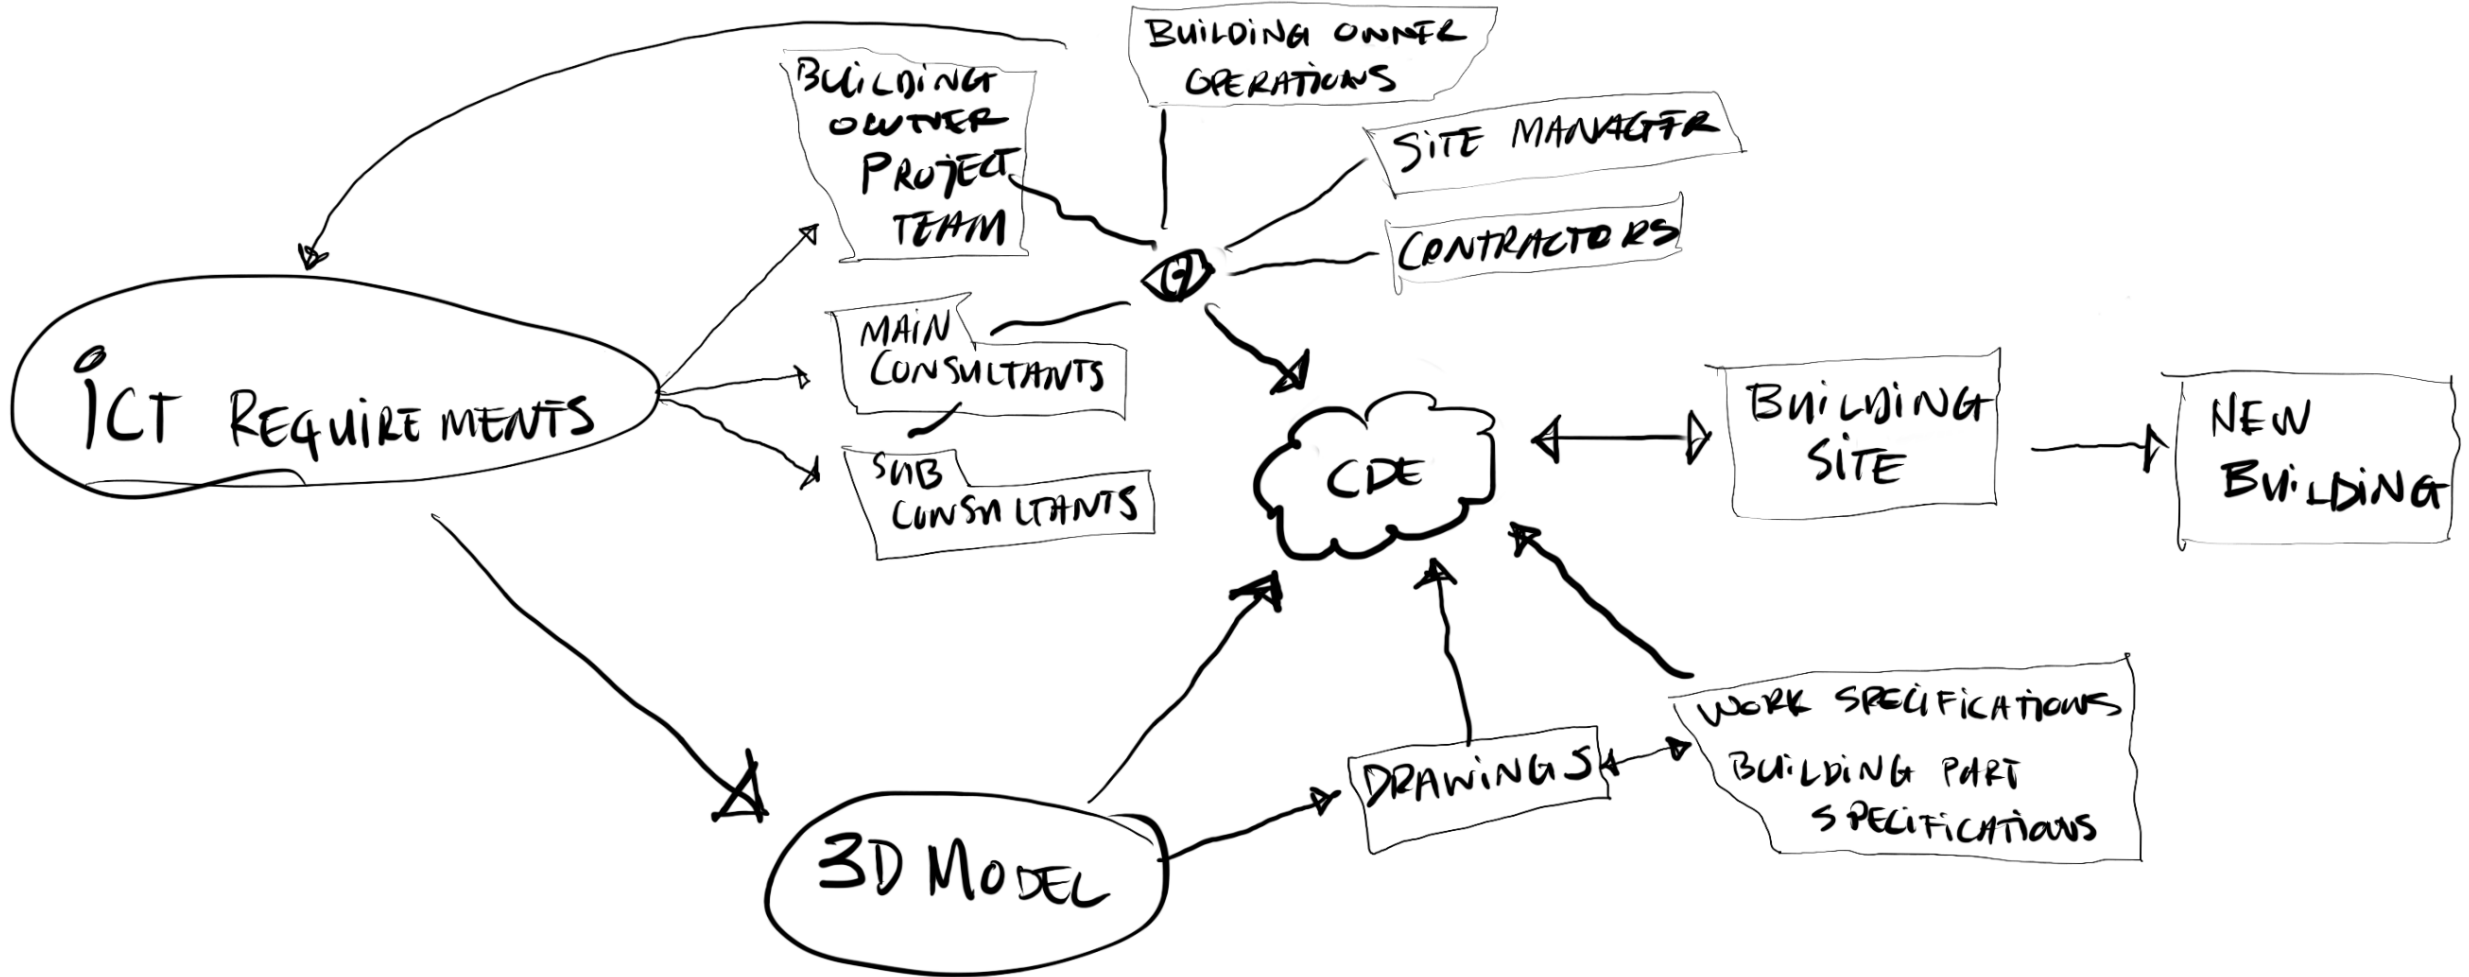 BUILDING OWNER
OPERATIONS
BUILDING
OWNER
PROJECT
TEAM
SITE MANAGER
CONTRACTORS
ICT REQUIREMENTS
MAIN
CONSULTANTS
SUB
CONSULTANTS
CDE
BUILDING
SITE
NEW
BUILDING
3D MODEL
DRAWINGS
WORK SPECIFICATIONS
BUILDING PART
SPECIFICATIONS